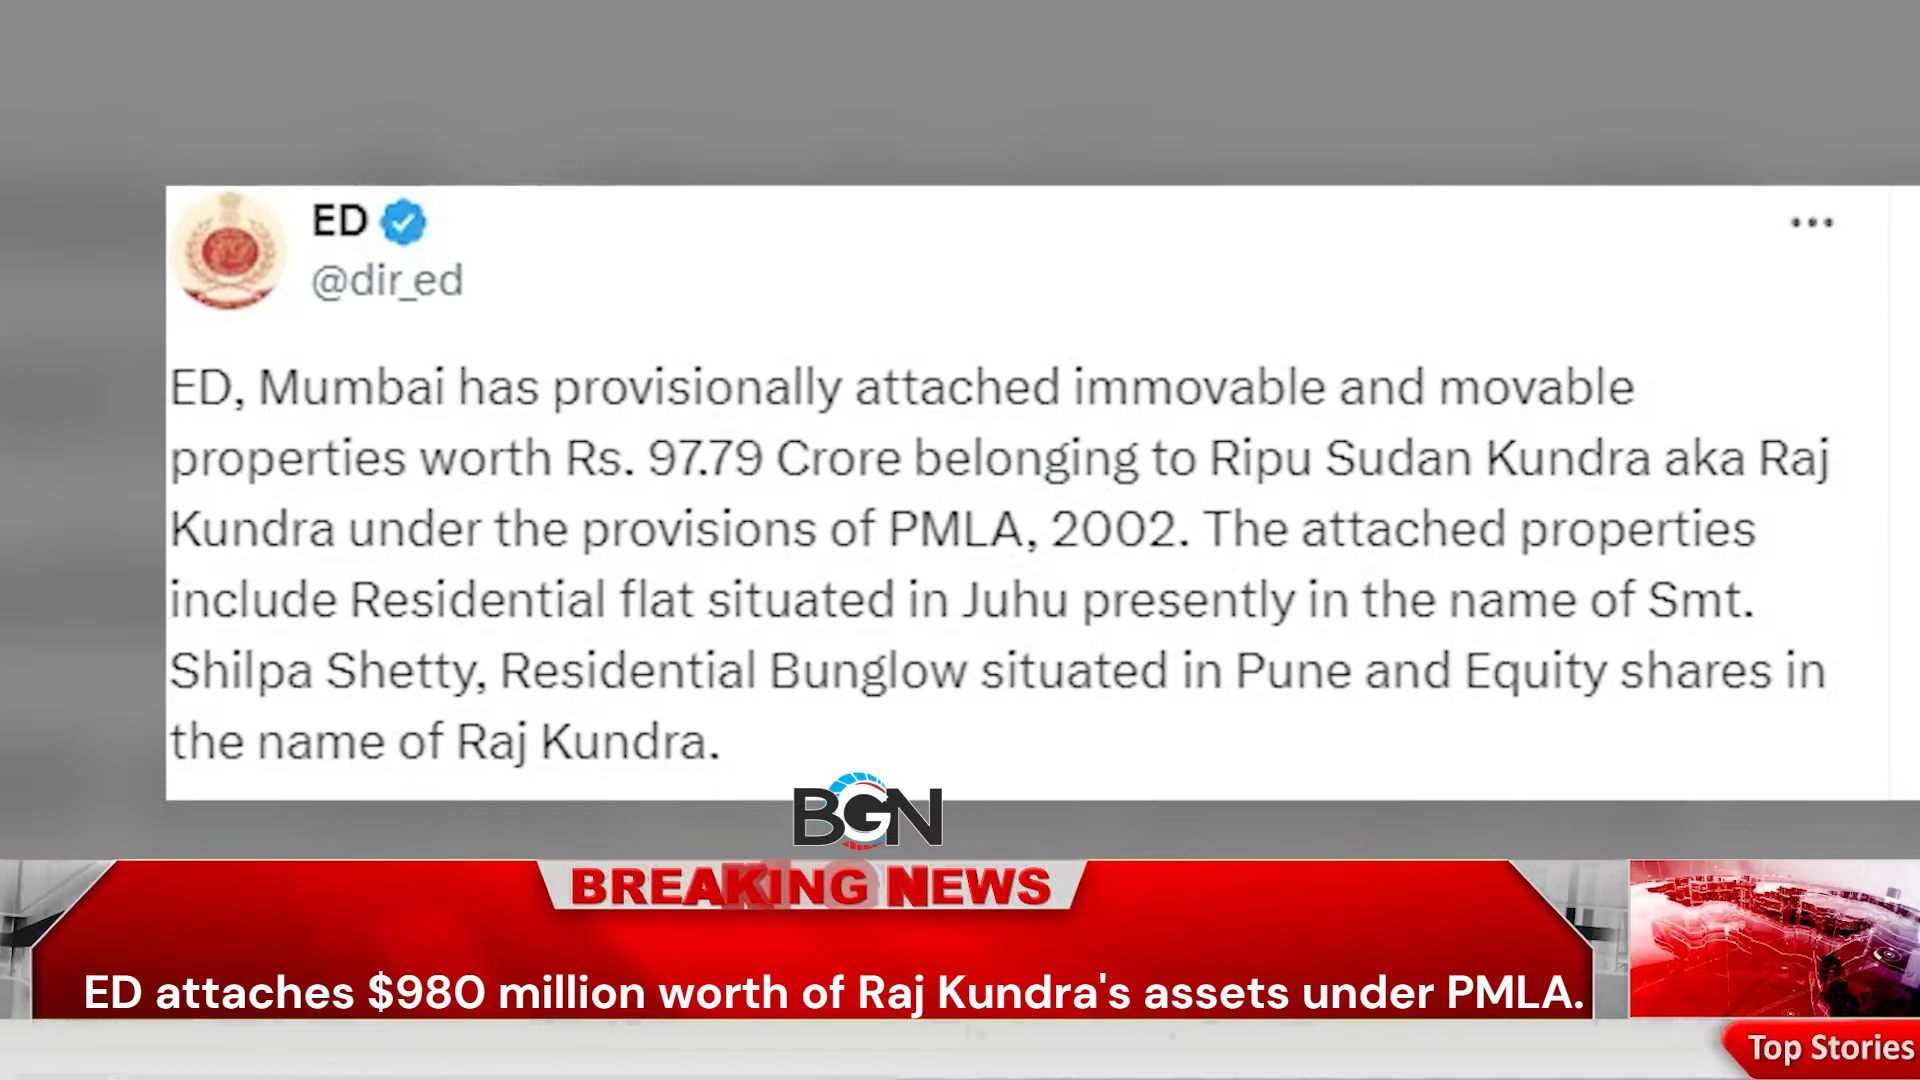 ED
@dir_ed
ED, Mumbai has provisionally attached immovable and movable
properties worth Rs. 97.79 Crore belonging to Ripu Sudan Kundra aka Raj
Kundra under the provisions of PMLA, 2002. The attached properties
include Residential flat situated in Juhu presently in the name of Smt.
Shilpa Shetty, Residential Bunglow situated in Pune and Equity shares in
the name of Raj Kundra.
BGN
BREAKING NEWS
ED attaches $980 million worth of Raj Kundra's assets under PMLA.
Top Stories